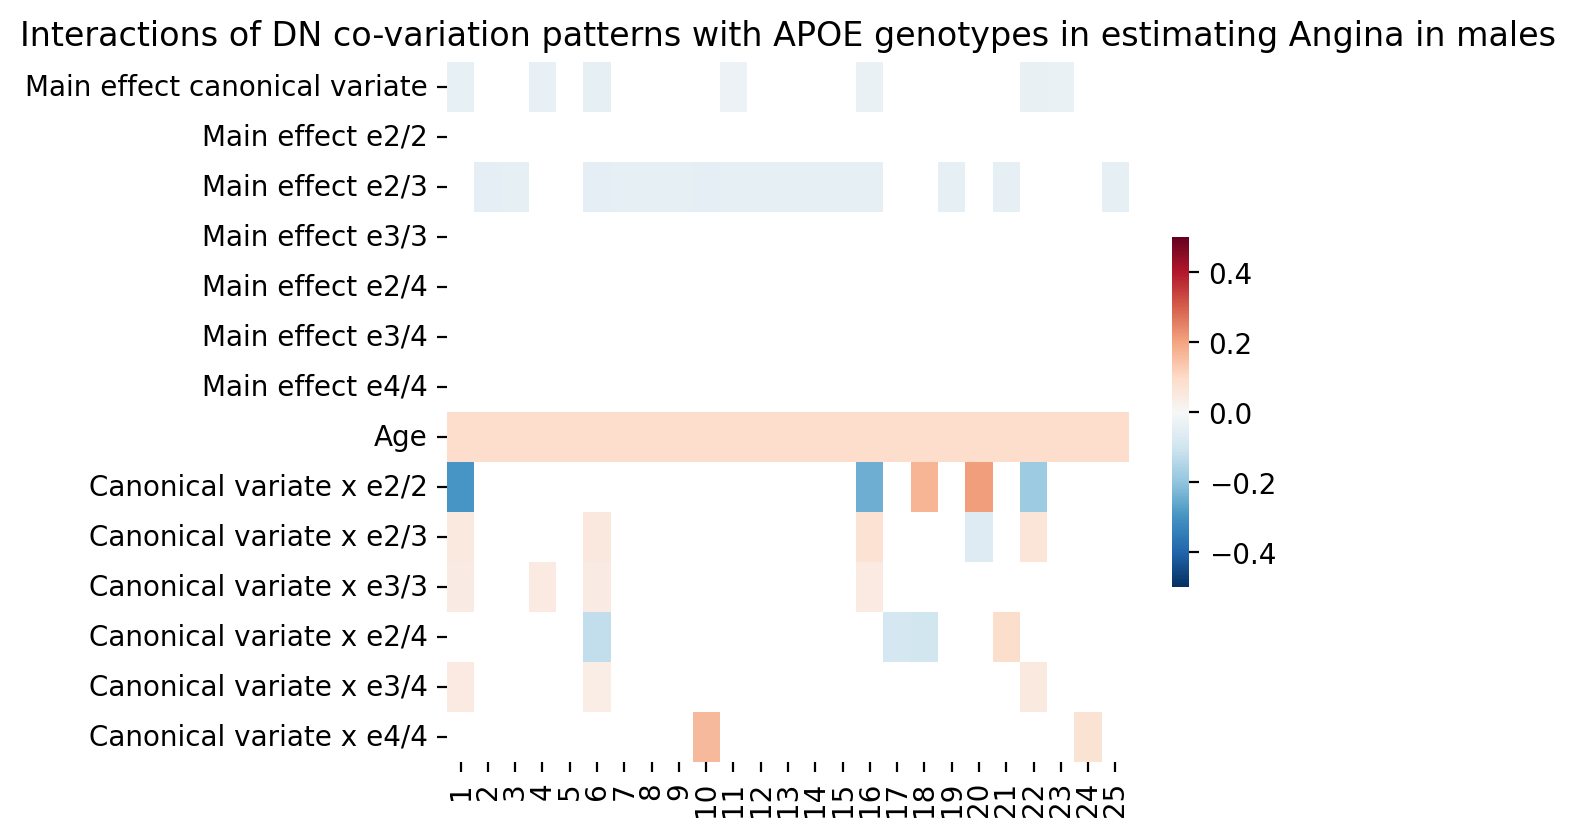 Interactions of DN co-variation patterns with APOE genotypes in estimating Angina in males
Main effect canonical variate
Main effect e2/2
Main effect e2/3
Main effect e3/3
Main effect e2/4
Main effect e3/4
Main effect e4/4
Age
Canonical variate x e2/2
Canonical variate x e2/3
Canonical variate x e3/3
Canonical variate x e2/4
Canonical variate x e3/4
Canonical variate x e4/4
1 2 3 4 5 6 7 8 9 10 11 12 13 14 15 16 17 18 19 20 21 22 23 24 25
0.4
0.2
0.0
−0.2
−0.4